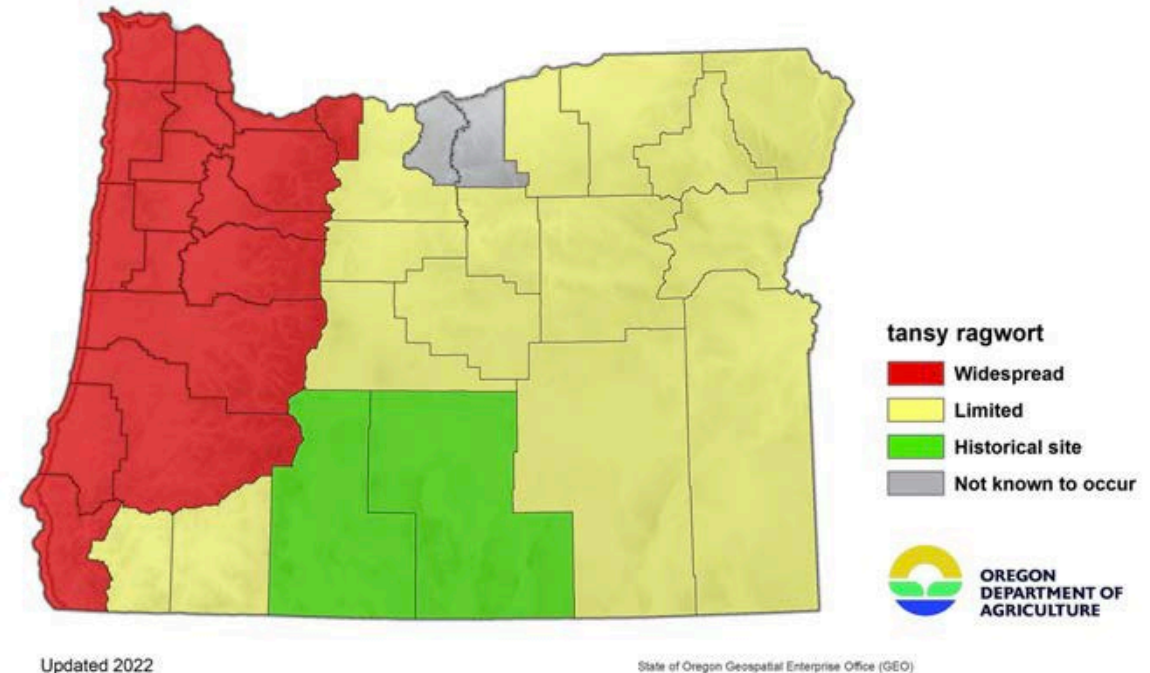 tansy ragwort
Widespread
Limited
Historical site
Not known to occur
OREGON
DEPARTMENT OF
AGRICULTURE
Updated 2022
State of Oregon Geospatial Enterprise Office (GEO)